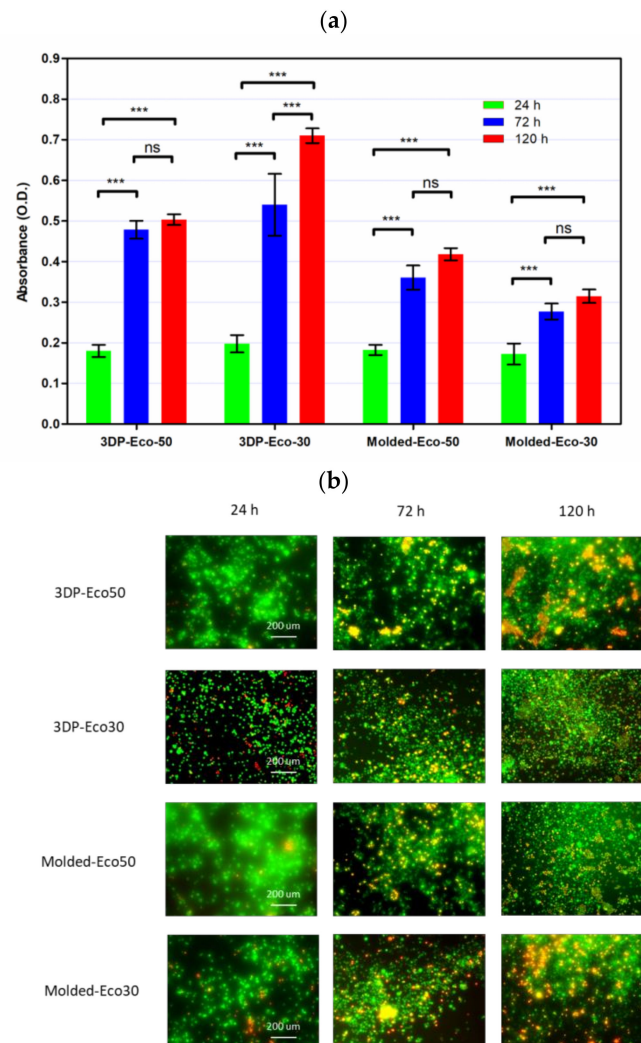 (a)
0.9
0.8
0.7
0.6
0.5
0.4
0.3
0.2
0.1
0.0
Absorbance (O.D.)
24 h
72 h
120 h
***
ns
***
***
***
***
***
ns
***
***
ns
***
3DP-Eco-50
3DP-Eco-30
Molded-Eco-50
Molded-Eco-30
(b)
24 h 72 h 120 h
3DP-Eco50
200 um
3DP-Eco30
200 um
Molded-Eco50
200 um
Molded-Eco30
200 um